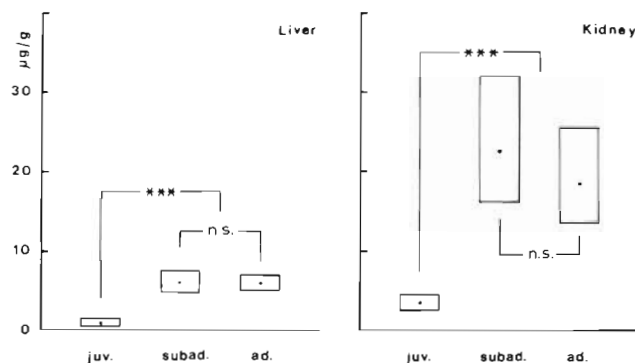 Liver
Kidney
µg/g
30
20
10
0
***
n.s.
***
n.s.
juv. subad. ad.
juv. subad. ad.